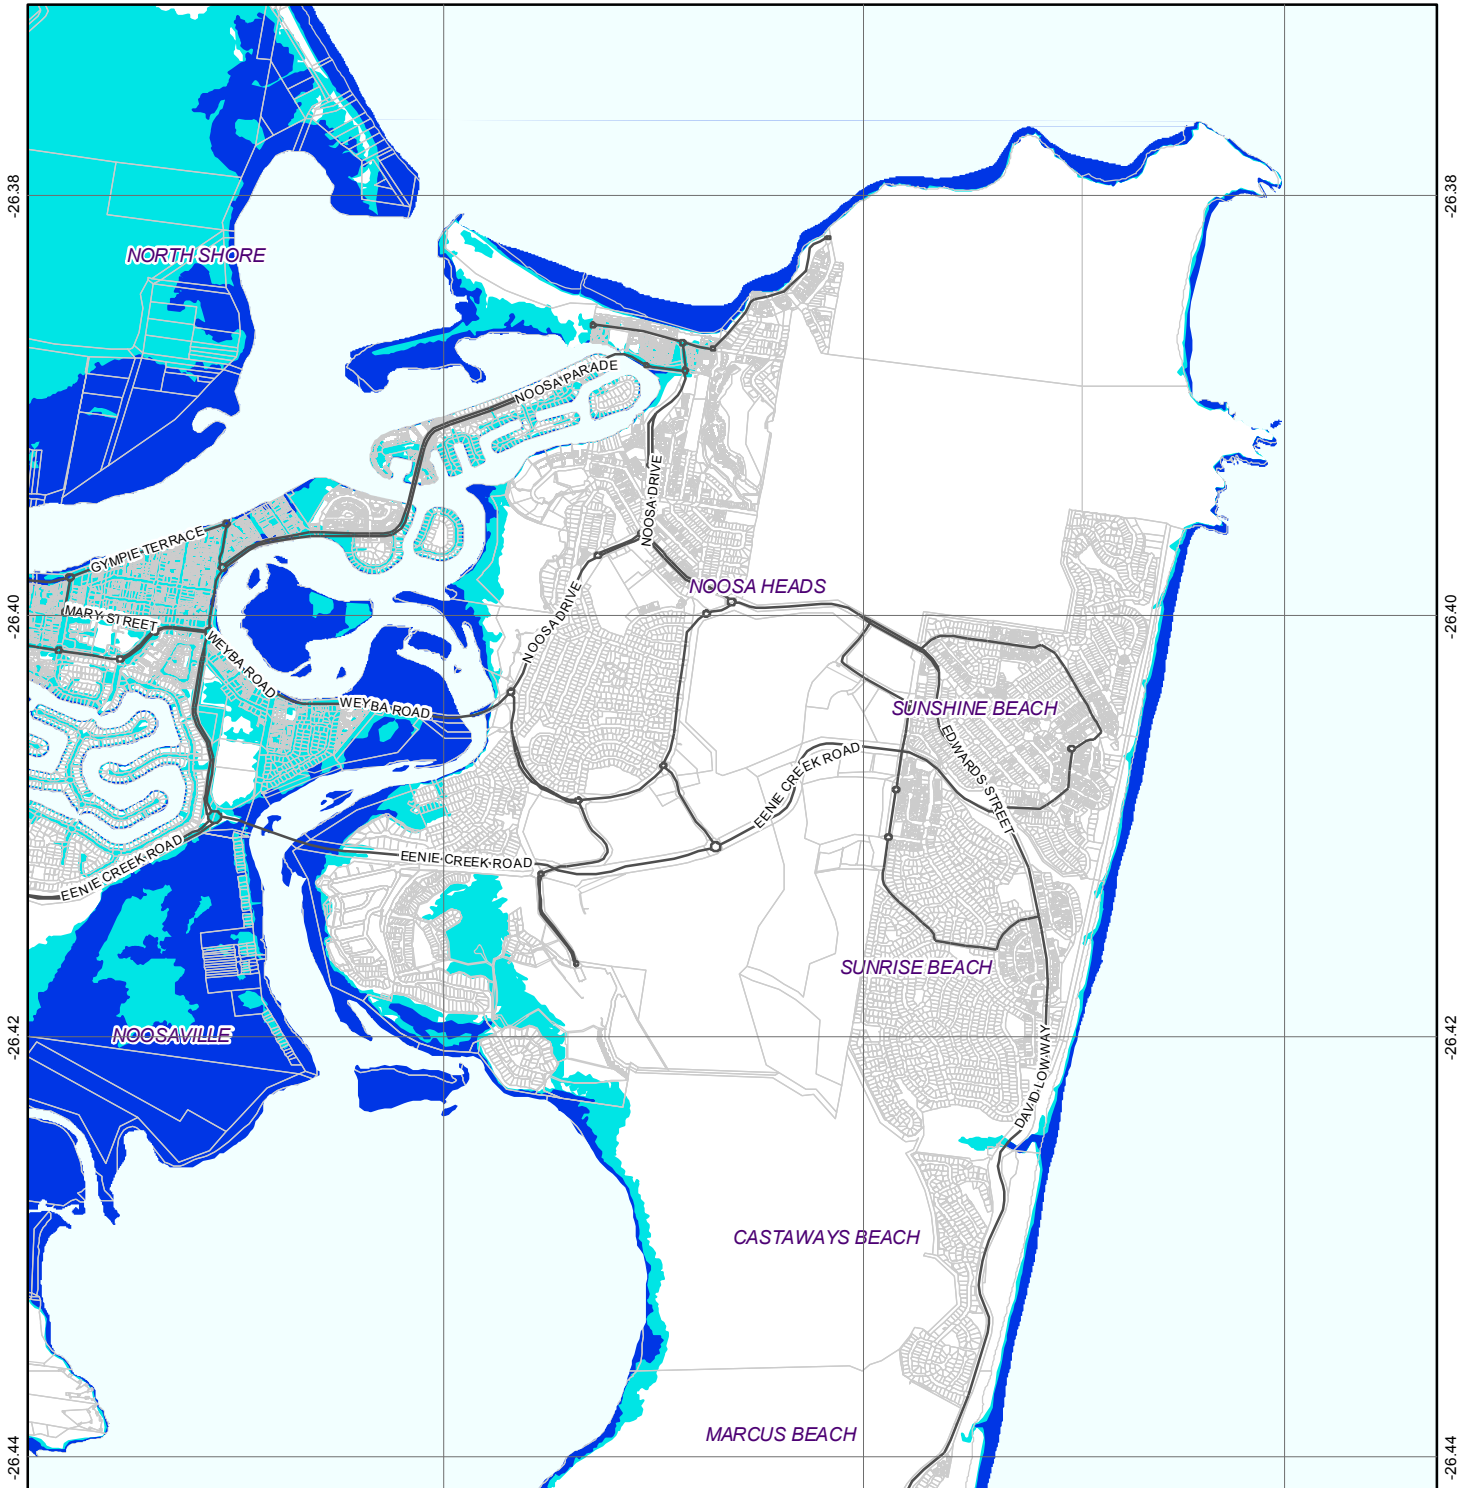 -26.38
-26.38
NORTH SHORE
NOOSA PARADE
NOOSA DRIVE
GYMPIE TERRACE
NOOSA HEADS
MARY STREET
-26.40
-26.40
NOOSA DRIVE
WEYBA ROAD
WEYBA ROAD
SUNSHINE BEACH
EDWARDS STREET
EENIE CREEK ROAD
EENIE CREEK ROAD
EENIE CREEK ROAD
SUNRISE BEACH
NOOSAVILLE
-26.42
-26.42
DAVID LOW WAY
CASTAWAYS BEACH
MARCUS BEACH
-26.44
-26.44